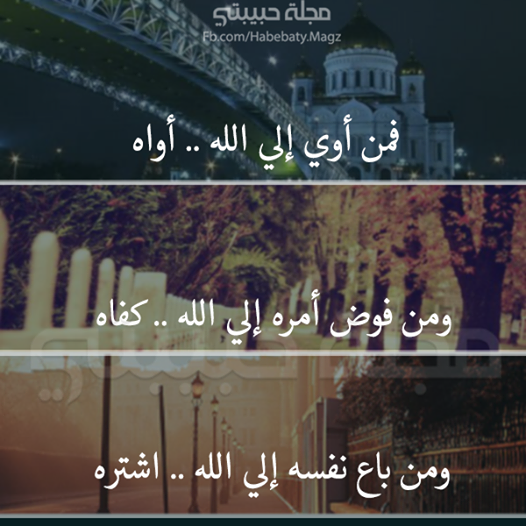 مجلة حبيبتي
Fb.com/Habebaty.Magz
فمن أوي إلي الله .. أواه
ومن فوض أمره إلي الله .. كفاه
مجلة حبيبتي
ومن باع نفسه إلي الله .. اشتره